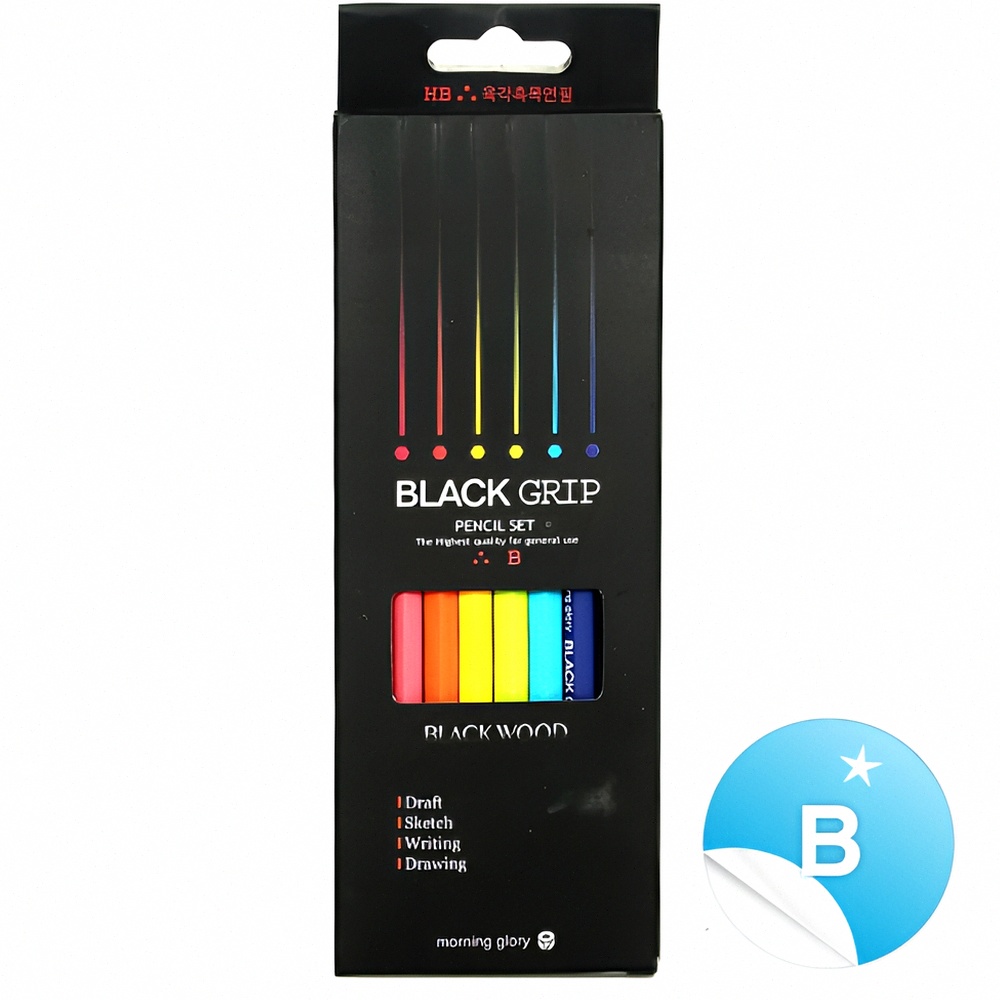 HB 육각흑목연필
BLACK GRIP
PENCIL SET
The Highest quality for general use
B
BLACK
BLACK WOOD
Draft
Sketch
Writing
Drawing
morning glory
B